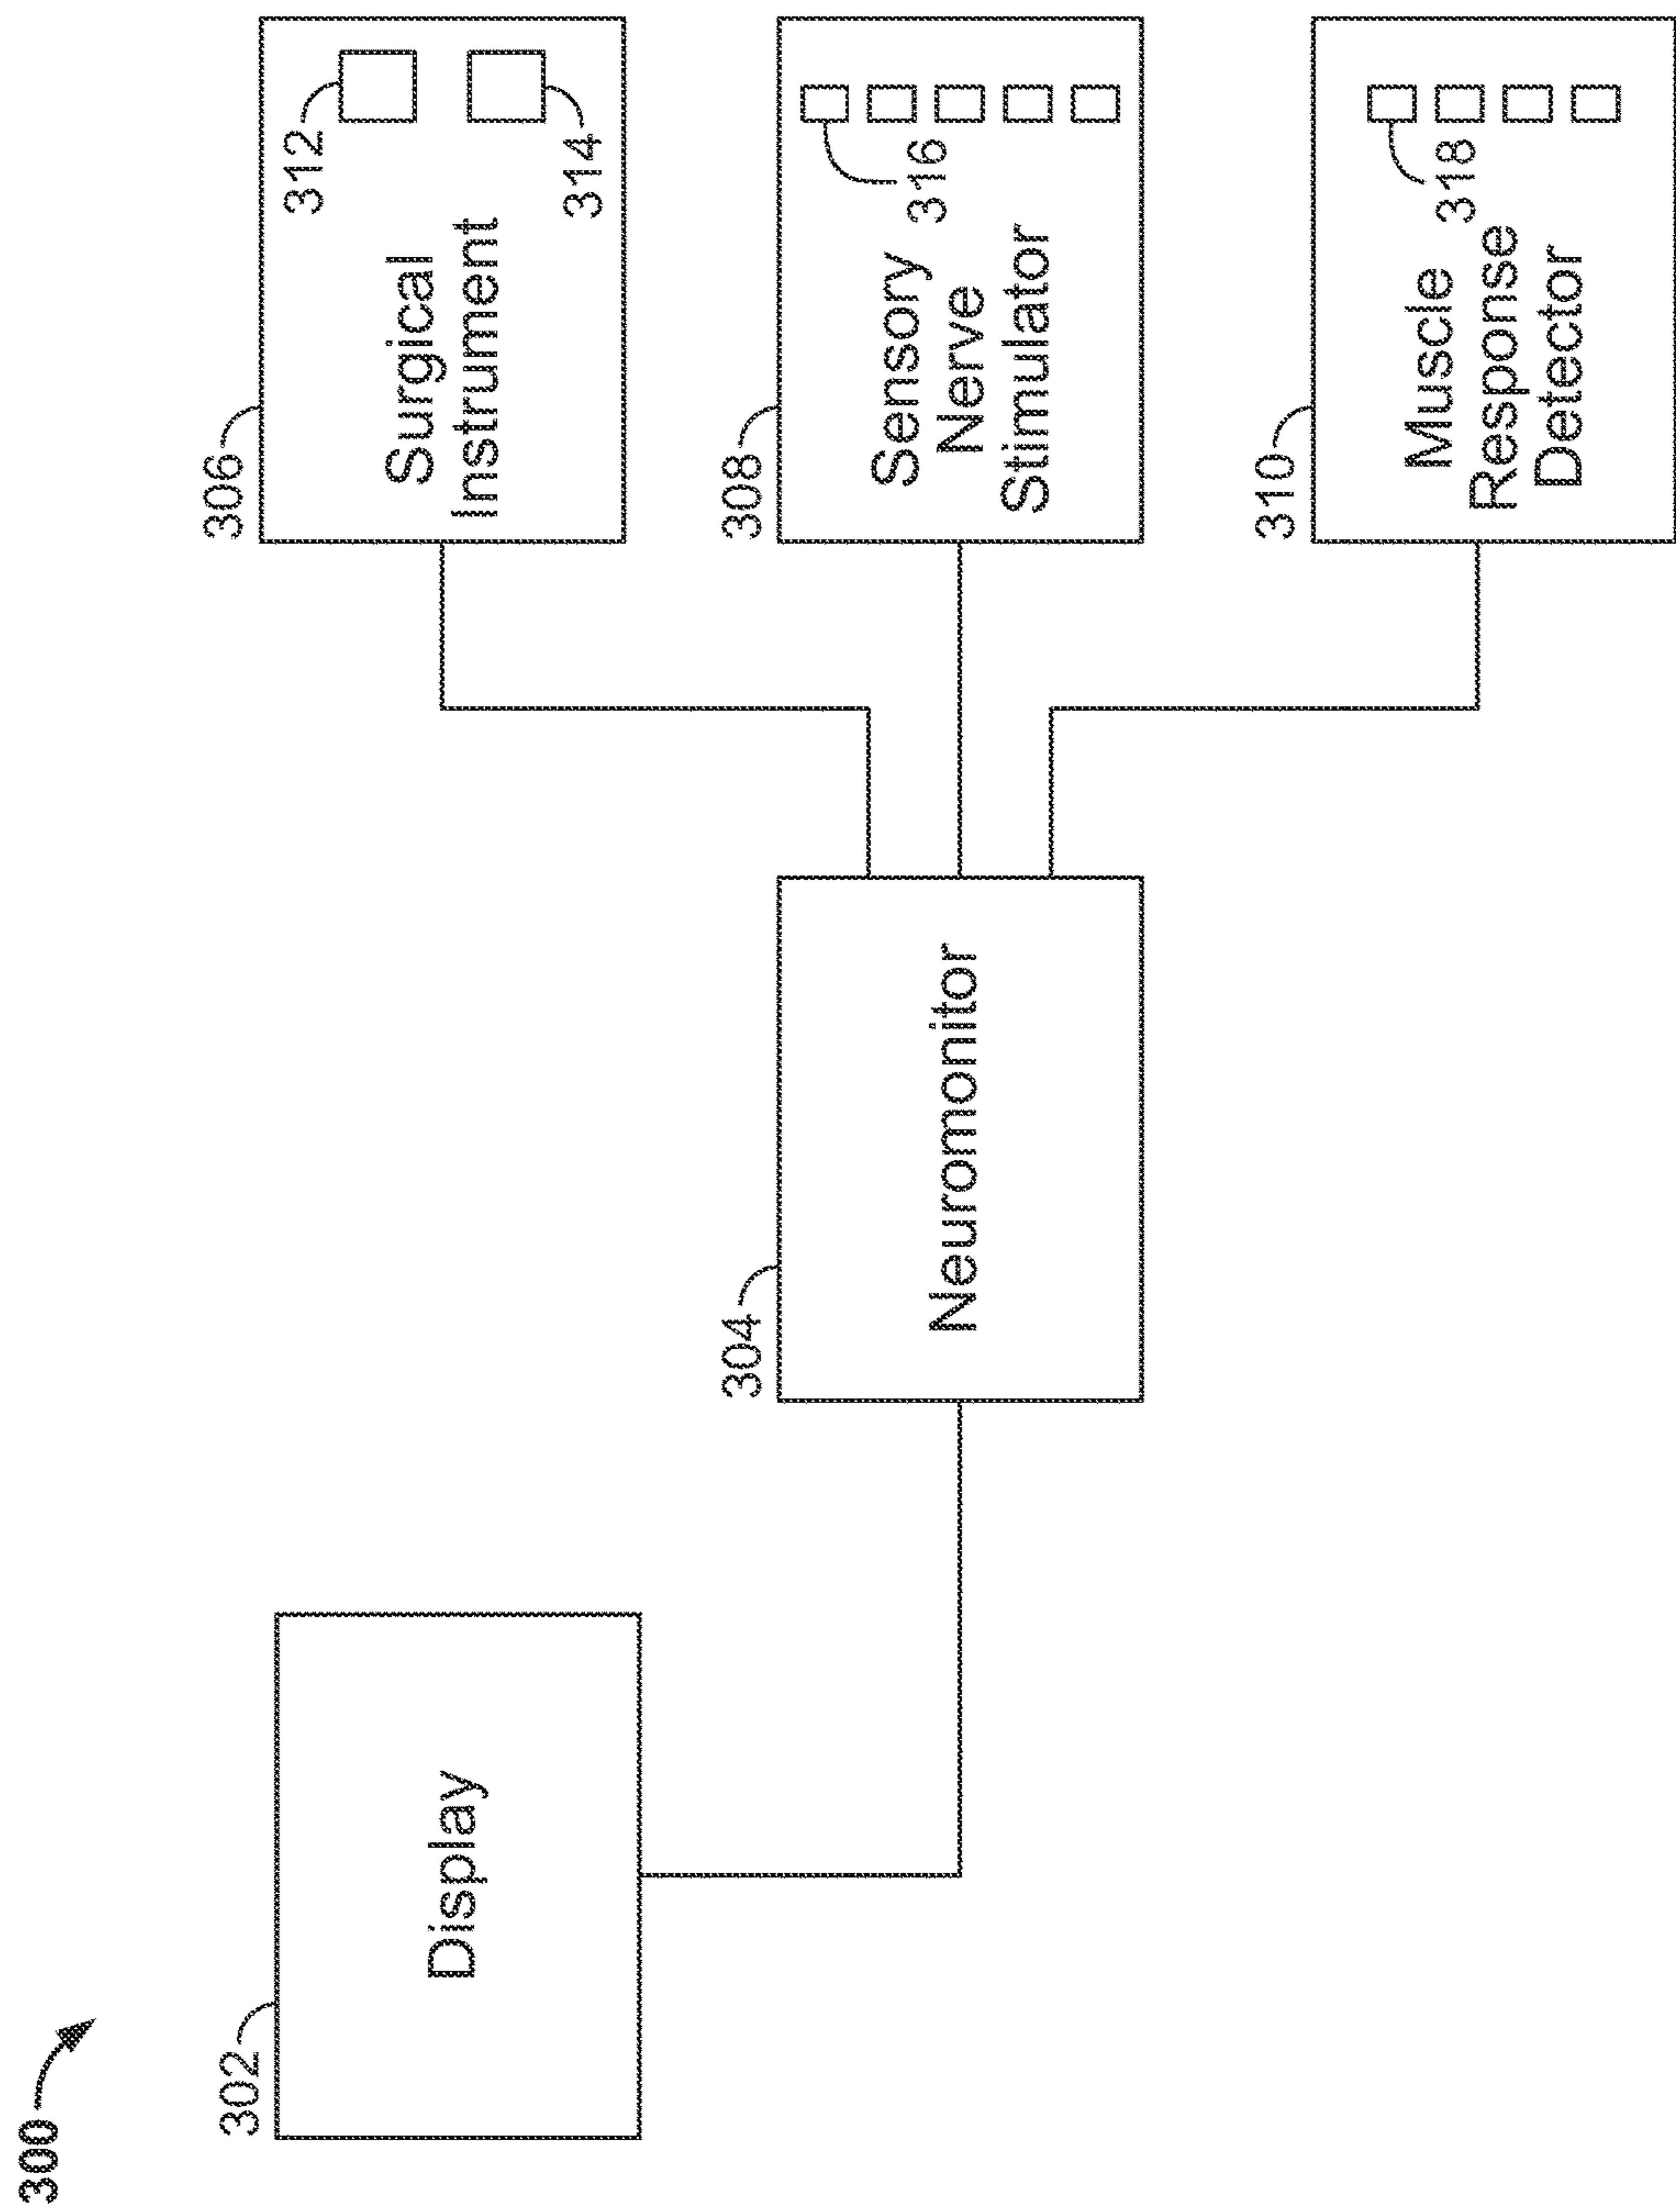 300
302
Display
304
Neuromonitor
306
Surgical
Instrument
312
314
308
Sensory
Nerve
Stimulator
316
310
Muscle
Response
Detector
318